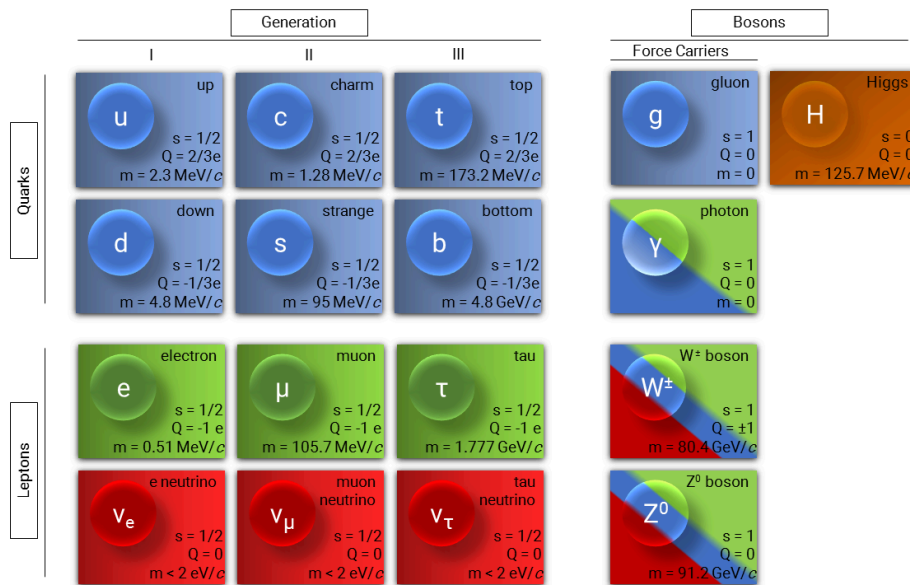 Generation
Bosons
I
II
III
Force Carriers
Quarks
up
u
s = 1/2
Q = 2/3e
m = 2.3 MeV/c
charm
c
s = 1/2
Q = 2/3e
m = 1.28 MeV/c
top
t
s = 1/2
Q = 2/3e
m = 173.2 MeV/c
gluon
g
s = 1
Q = 0
m = 0
Higgs
H
s = 0
Q = 0
m = 125.7 MeV/c
down
d
s = 1/2
Q = -1/3e
m = 4.8 MeV/c
strange
s
s = 1/2
Q = -1/3e
m = 95 MeV/c
bottom
b
s = 1/2
Q = -1/3e
m = 4.8 GeV/c
photon
γ
s = 1
Q = 0
m = 0
Leptons
electron
e
s = 1/2
Q = -1 e
m = 0.51 MeV/c
muon
μ
s = 1/2
Q = -1 e
m = 105.7 MeV/c
tau
τ
s = 1/2
Q = -1 e
m = 1.777 GeV/c
W± boson
W±
s = 1
Q = ±1
m = 80.4 GeV/c
e neutrino
νe
s = 1/2
Q = 0
m < 2 eV/c
muon
neutrino
νμ
s = 1/2
Q = 0
m < 2 eV/c
tau
neutrino
ντ
s = 1/2
Q = 0
m < 2 eV/c
Z⁰ boson
Z⁰
s = 1
Q = 0
m = 91.2 GeV/c